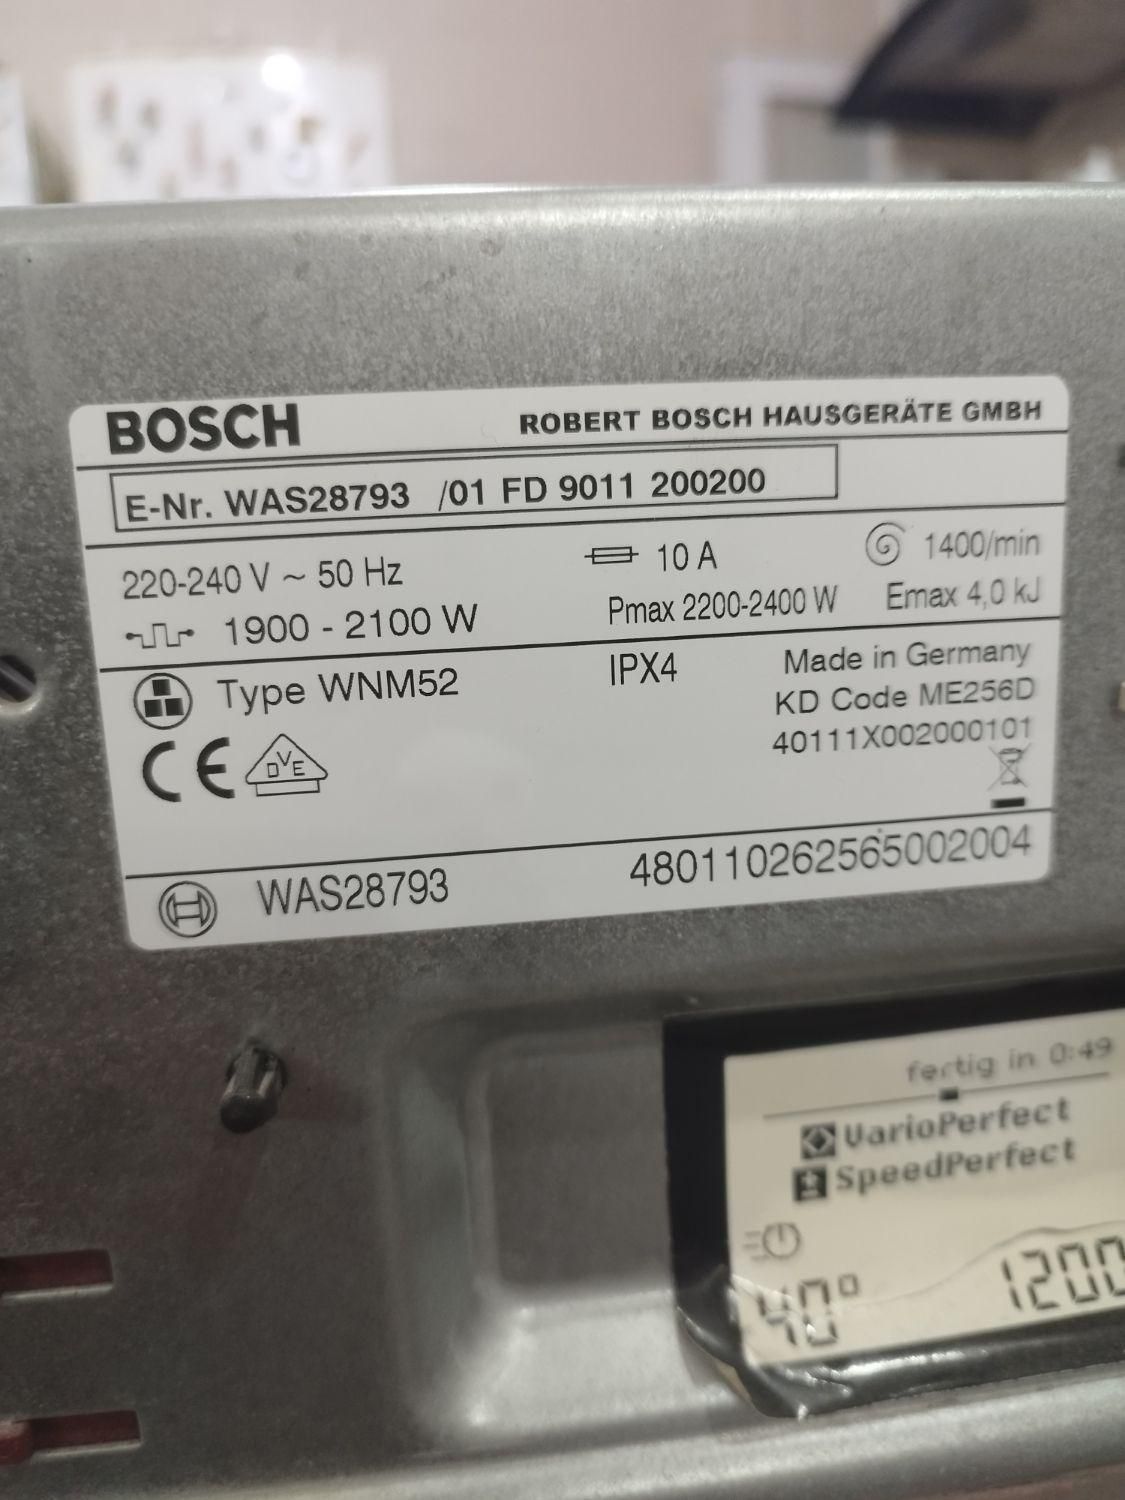 BOSCH ROBERT BOSCH HAUSGERÄTE GMBH
E-Nr. WAS28793 /01 FD 9011 200200
220-240 V ~ 50 Hz 10 A 1400/min
1900 - 2100 W Pmax 2200-2400 W Emax 4,0 kJ
Type WNM52 IPX4 Made in Germany
KD Code ME256D
40111X002000101
CE DVE
WAS28793 480110262565002004
fertig in 0:49
VarioPerfect
SpeedPerfect
40° 1200